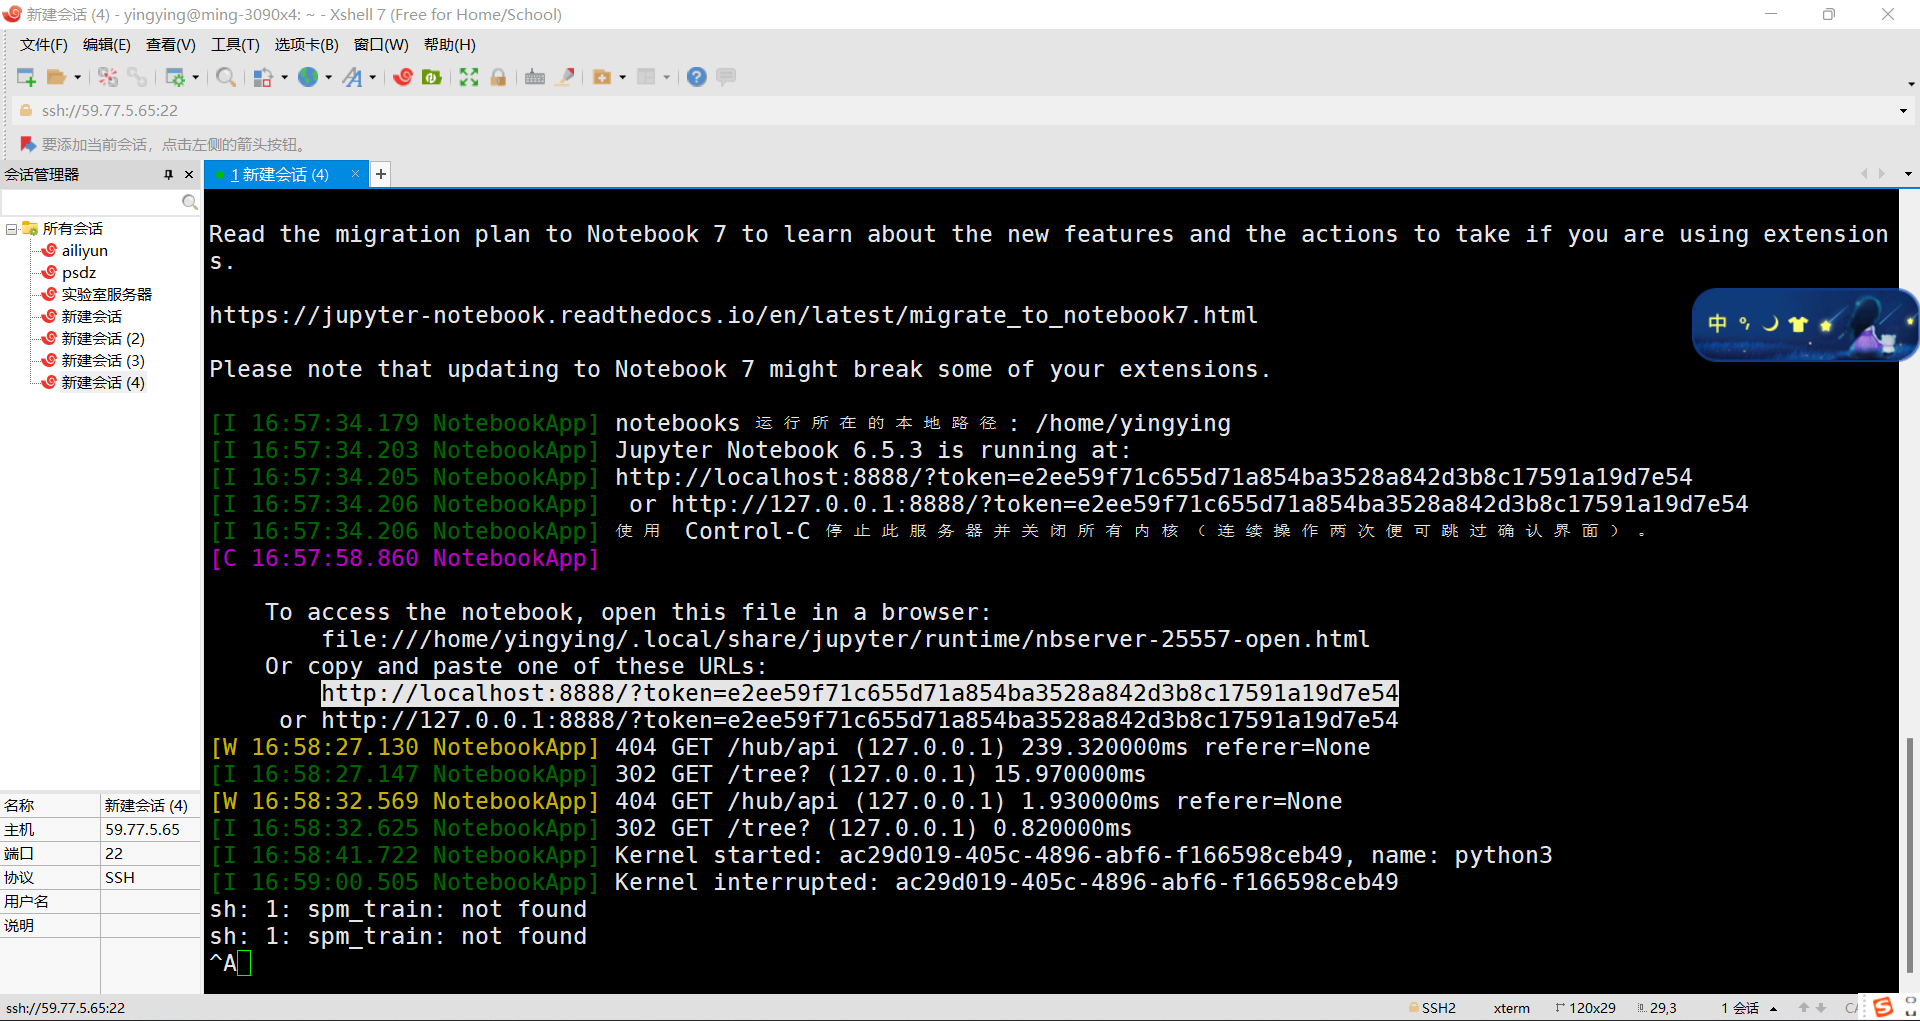 新建会话 (4) - yingying@ming-3090x4: ~ - Xshell 7 (Free for Home/School)
文件(F) 编辑(E) 查看(V) 工具(T) 选项卡(B) 窗口(W) 帮助(H)
ssh://59.77.5.65:22
要添加当前会话，点击左侧的箭头按钮。
会话管理器
1 新建会话 (4)
所有会话
ailiyun
psdz
实验室服务器
新建会话
新建会话 (2)
新建会话 (3)
新建会话 (4)
Read the migration plan to Notebook 7 to learn about the new features and the actions to take if you are using extension
s.
https://jupyter-notebook.readthedocs.io/en/latest/migrate_to_notebook7.html
Please note that updating to Notebook 7 might break some of your extensions.
[I 16:57:34.179 NotebookApp] notebooks 运行所在的本地路径: /home/yingying
[I 16:57:34.203 NotebookApp] Jupyter Notebook 6.5.3 is running at:
[I 16:57:34.205 NotebookApp] http://localhost:8888/?token=e2ee59f71c655d71a854ba3528a842d3b8c17591a19d7e54
[I 16:57:34.206 NotebookApp]  or http://127.0.0.1:8888/?token=e2ee59f71c655d71a854ba3528a842d3b8c17591a19d7e54
[I 16:57:34.206 NotebookApp] 使用 Control-C 停止此服务器并关闭所有内核（连续操作两次便可跳过确认界面）。
[C 16:57:58.860 NotebookApp]
To access the notebook, open this file in a browser:
file:///home/yingying/.local/share/jupyter/runtime/nbserver-25557-open.html
Or copy and paste one of these URLs:
http://localhost:8888/?token=e2ee59f71c655d71a854ba3528a842d3b8c17591a19d7e54
or http://127.0.0.1:8888/?token=e2ee59f71c655d71a854ba3528a842d3b8c17591a19d7e54
[W 16:58:27.130 NotebookApp] 404 GET /hub/api (127.0.0.1) 239.320000ms referer=None
[I 16:58:27.147 NotebookApp] 302 GET /tree? (127.0.0.1) 15.970000ms
[W 16:58:32.569 NotebookApp] 404 GET /hub/api (127.0.0.1) 1.930000ms referer=None
[I 16:58:32.625 NotebookApp] 302 GET /tree? (127.0.0.1) 0.820000ms
[I 16:58:41.722 NotebookApp] Kernel started: ac29d019-405c-4896-abf6-f166598ceb49, name: python3
[I 16:59:00.505 NotebookApp] Kernel interrupted: ac29d019-405c-4896-abf6-f166598ceb49
sh: 1: spm_train: not found
sh: 1: spm_train: not found
^A
中
名称 新建会话 (4)
主机 59.77.5.65
端口 22
协议 SSH
用户名
说明
ssh://59.77.5.65:22 SSH2 xterm 120x29 29,3 1 会话